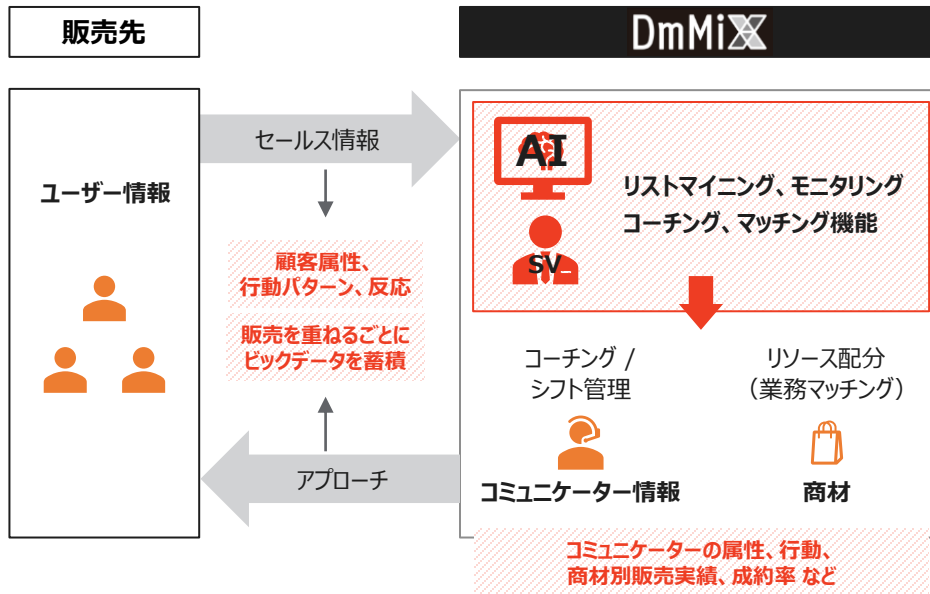 販売先
DmMiX
ユーザー情報
セールス情報
顧客属性、
行動パターン、反応
販売を重ねるごとに
ビックデータを蓄積
アプローチ
AI
SV
リストマイニング、モニタリング
コーチング、マッチング機能
コーチング /
シフト管理
コミュニケーター情報
リソース配分
(業務マッチング)
商材
コミュニケーターの属性、行動、
商材別販売実績、成約率 など